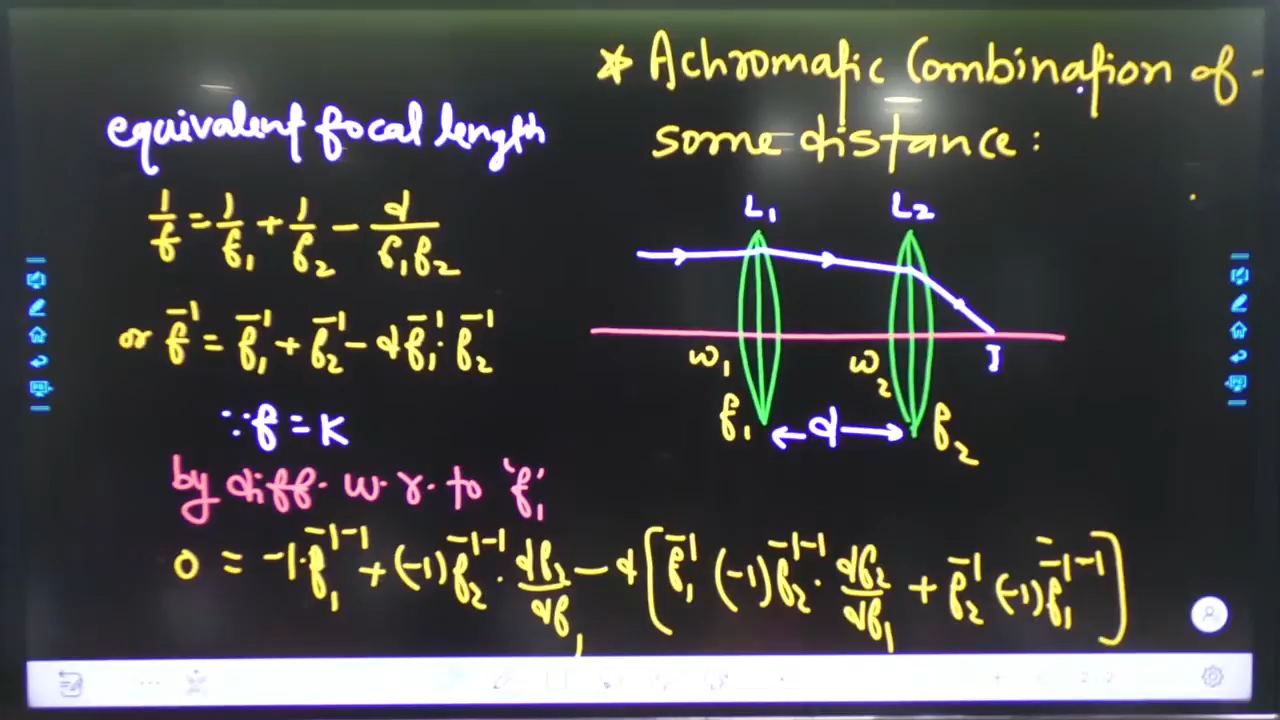 * Achromatic Combination of -
some distance :
equivalent focal length
1/f = 1/f₁ + 1/f₂ - d/f₁f₂
or f⁻¹ = f₁⁻¹ + f₂⁻¹ - d f₁⁻¹ · f₂⁻¹
∵ f = K
by diff. w. r. to 'f₁'
0 = -1 · f₁⁻¹⁻¹ + (-1) f₂⁻¹⁻¹ · df₂/df₁ - d [ f₁⁻¹ (-1) f₂⁻¹⁻¹ · df₂/df₁ + f₂⁻¹ (-1) f₁⁻¹⁻¹ ]
L₁ L₂
ω₁ ω₂ I
f₁ d f₂